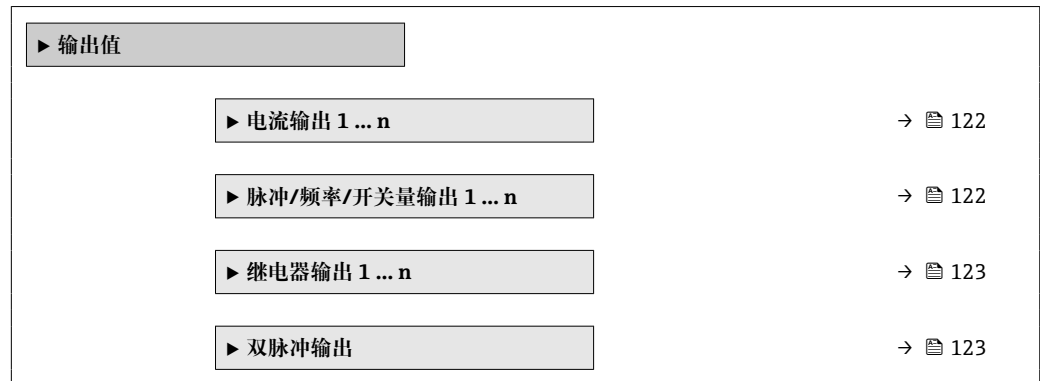 ▶ 输出值
▶ 电流输出 1 … n → 🖹 122
▶ 脉冲/频率/开关量输出 1 … n → 🖹 122
▶ 继电器输出 1 … n → 🖹 123
▶ 双脉冲输出 → 🖹 123